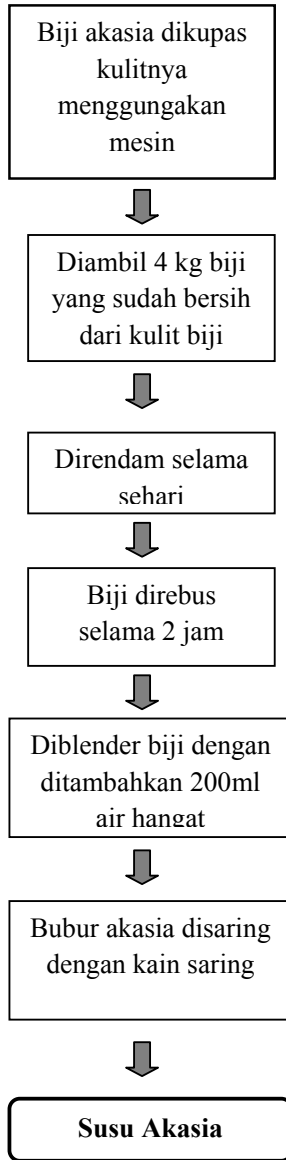 Biji akasia dikupas
kulitnya
menggungakan
mesin
Diambil 4 kg biji
yang sudah bersih
dari kulit biji
Direndam selama
sehari
Biji direbus
selama 2 jam
Diblender biji dengan
ditambahkan 200ml
air hangat
Bubur akasia disaring
dengan kain saring
Susu Akasia